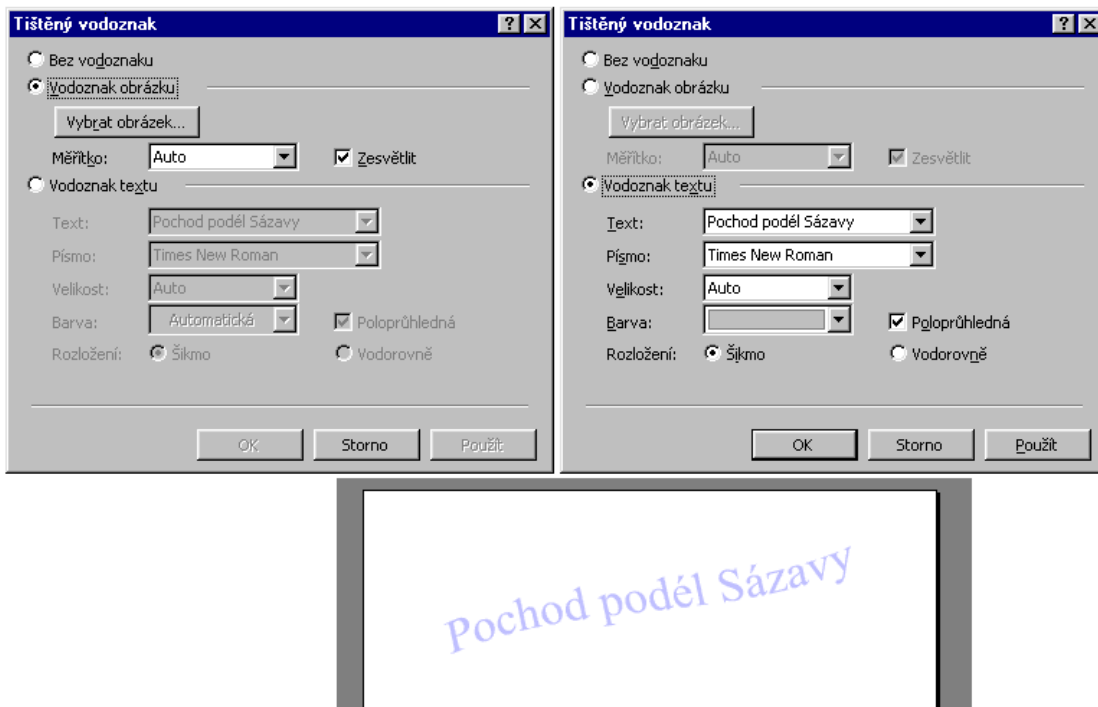 Tištěný vodoznak
Bez vodoznaku
Vodoznak obrázku
Vybrat obrázek...
Měřítko: Auto Zesvětlit
Vodoznak textu
Text: Pochod podél Sázavy
Písmo: Times New Roman
Velikost: Auto
Barva: Automatická Poloprůhledná
Rozložení: Šikmo Vodorovně
OK Storno Použít
Tištěný vodoznak
Bez vodoznaku
Vodoznak obrázku
Vybrat obrázek...
Měřítko: Auto Zesvětlit
Vodoznak textu
Text: Pochod podél Sázavy
Písmo: Times New Roman
Velikost: Auto
Barva: Poloprůhledná
Rozložení: Šikmo Vodorovně
OK Storno Použít
Pochod podél Sázavy